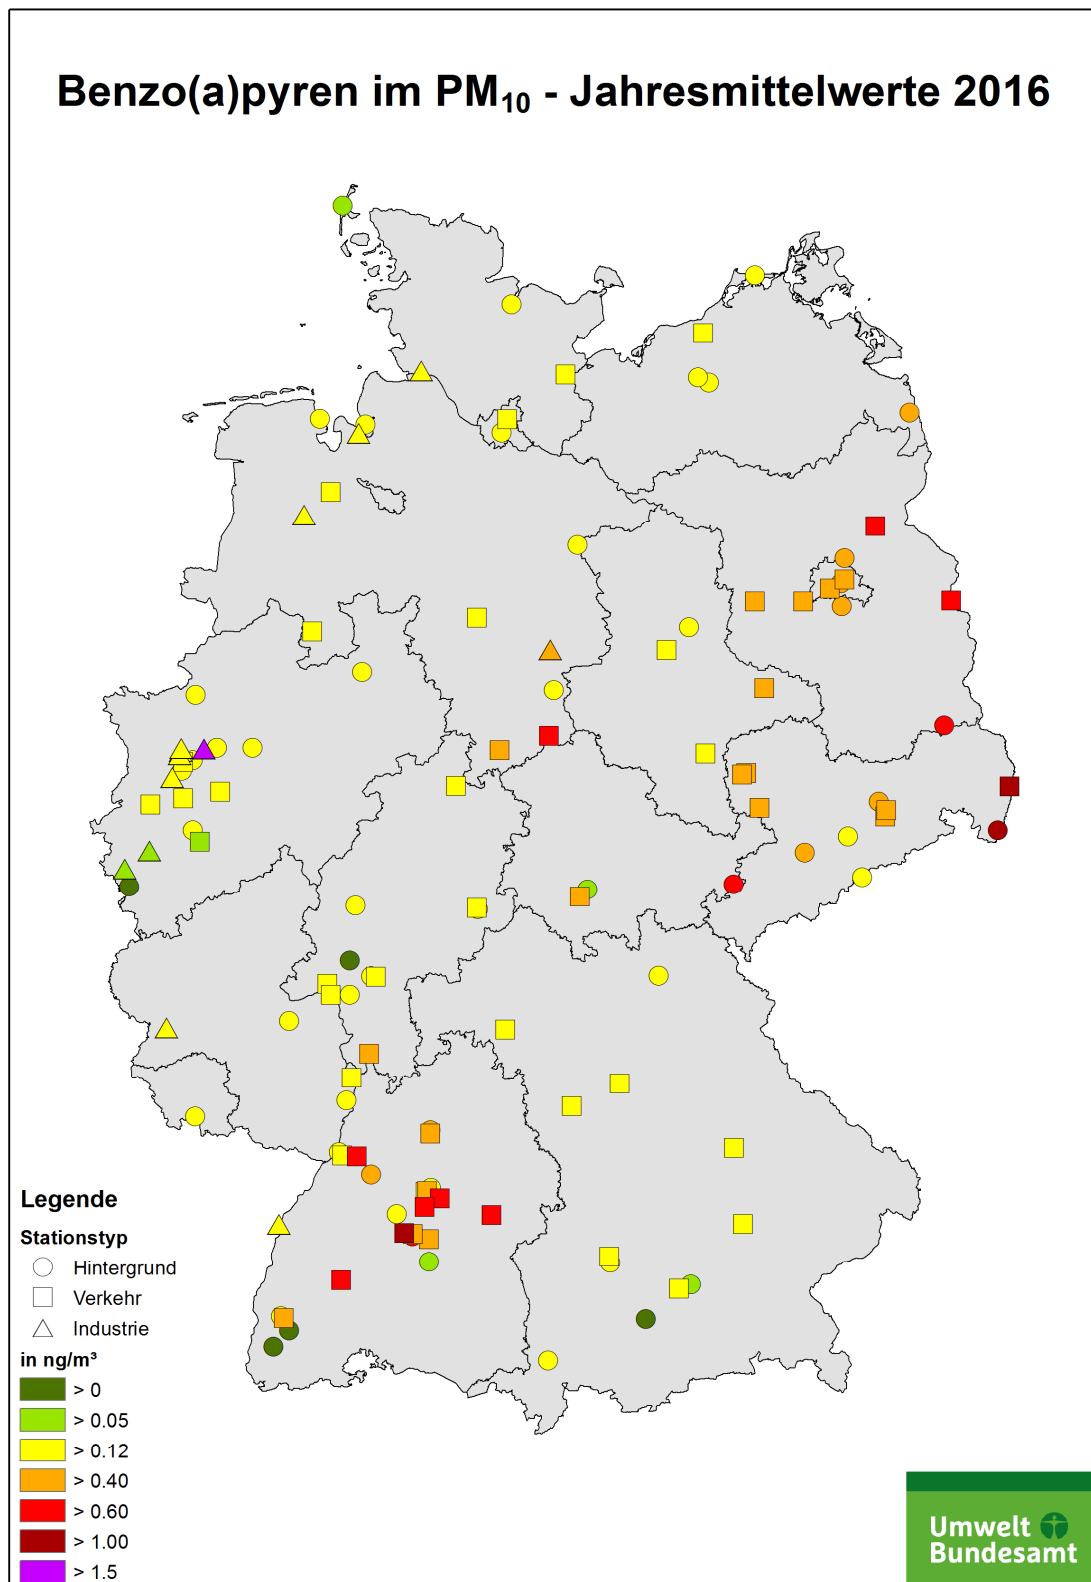 Benzo(a)pyren im PM₁₀ - Jahresmittelwerte 2016
Legende
Stationstyp
Hintergrund
Verkehr
Industrie
in ng/m³
> 0
> 0.05
> 0.12
> 0.40
> 0.60
> 1.00
> 1.5
Umwelt
Bundesamt